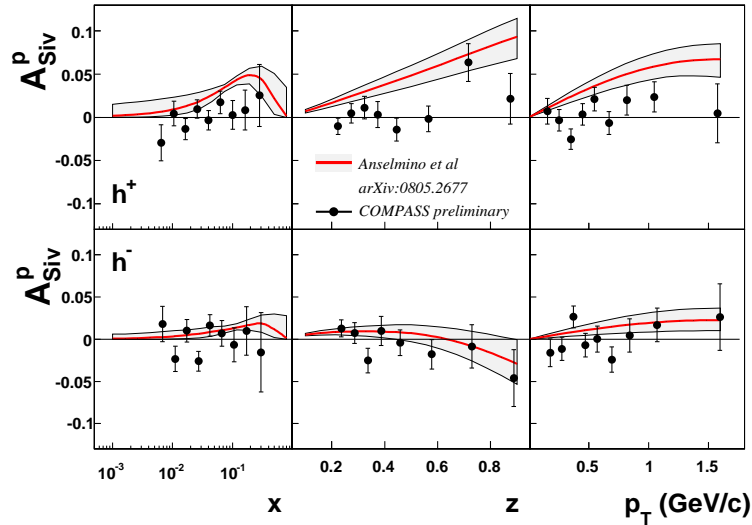 A^p_Siv
0.1
0.05
0
-0.05
-0.1
h^+
Anselmino et al
arXiv:0805.2677
COMPASS preliminary
A^p_Siv
0.1
0.05
0
-0.05
-0.1
h^-
10^-3 10^-2 10^-1 0.2 0.4 0.6 0.8 0.5 1 1.5
x z p_T (GeV/c)